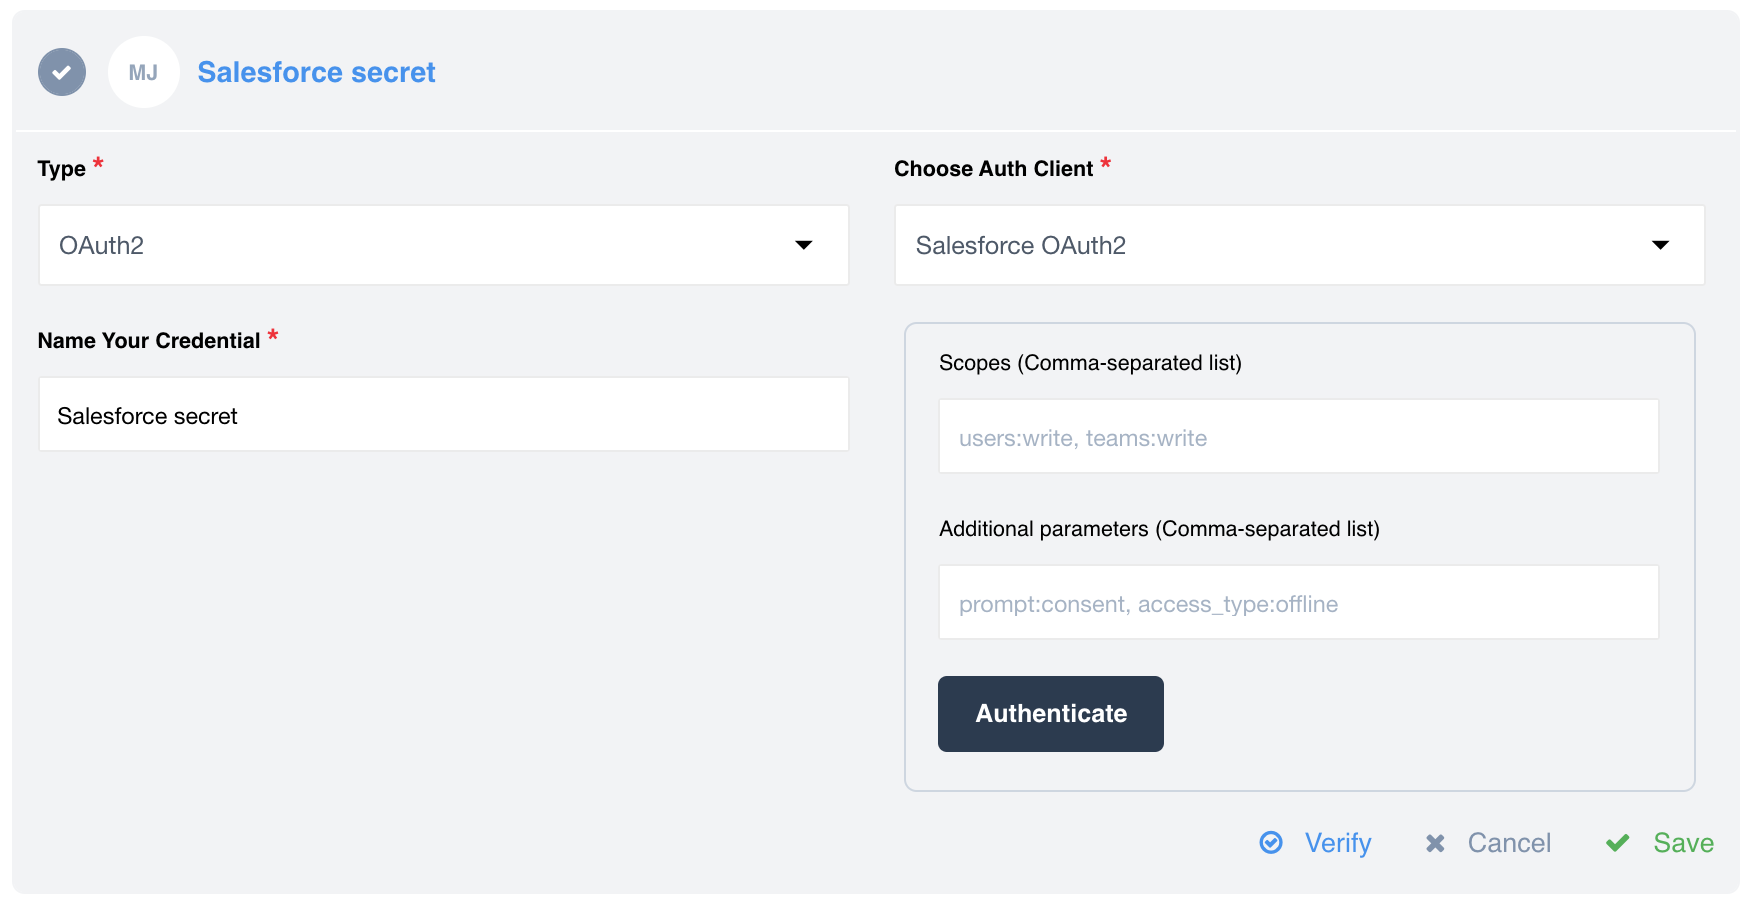 MJ Salesforce secret
Type *
OAuth2
Name Your Credential *
Salesforce secret
Choose Auth Client *
Salesforce OAuth2
Scopes (Comma-separated list)
users:write, teams:write
Additional parameters (Comma-separated list)
prompt:consent, access_type:offline
Authenticate
Verify Cancel Save